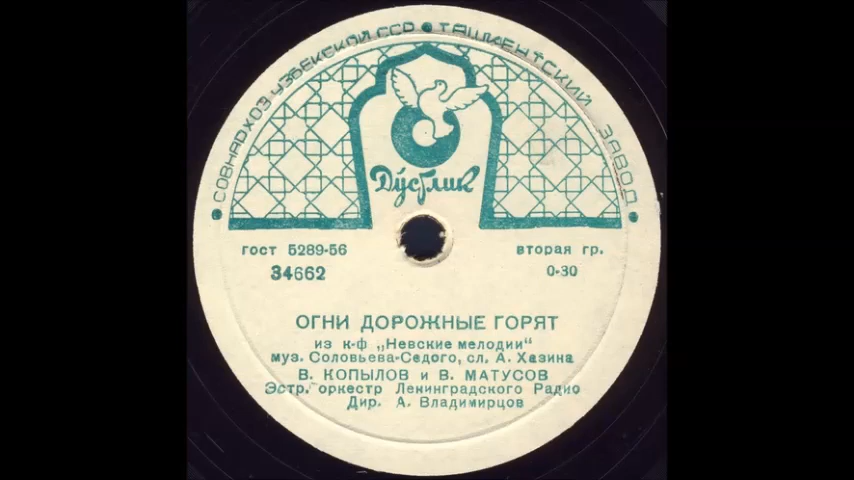 СОВНАРХОЗ УЗБЕКСКОЙ ССР • ТАШКЕНТСКИЙ ЗАВОД
Дўстлик
гост 5289-56
вторая гр.
34662
0-30
ОГНИ ДОРОЖНЫЕ ГОРЯТ
из к-ф „Невские мелодии"
муз. Соловьева-Седого, сл. А. Хазина
В. КОПЫЛОВ и В. МАТУСОВ
Эстр. оркестр Ленинградского Радио
Дир. А. Владимирцов